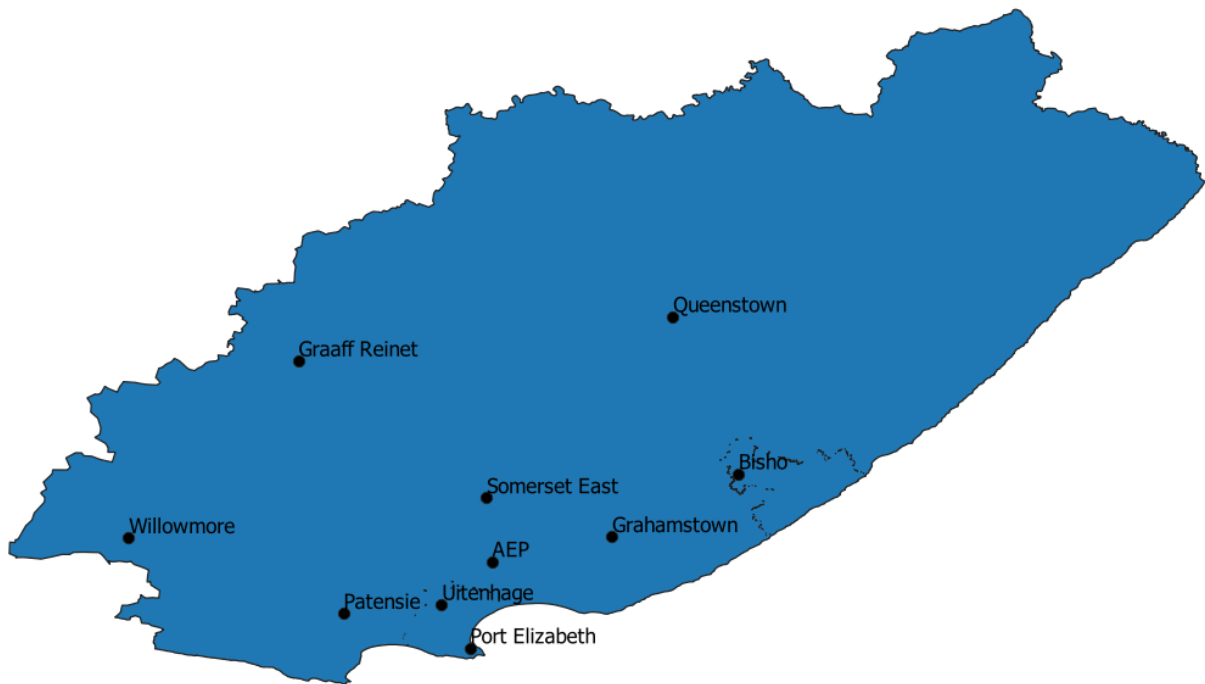 Queenstown
Graaff Reinet
Bisho
Somerset East
Willowmore
Grahamstown
AEP
Uitenhage
Patensie
Port Elizabeth